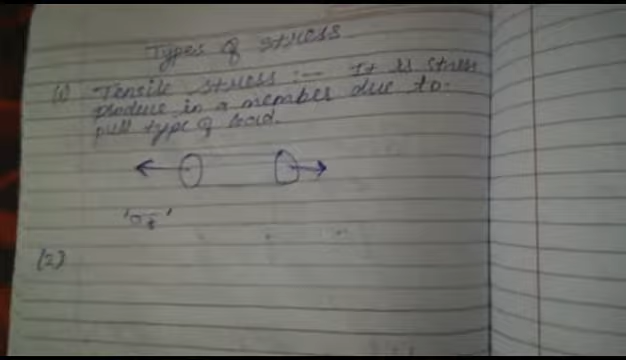 Types of stress
(1) Tensile stress :- It is stress
produce in a member due to
pull type of load.
'σt'
(2)